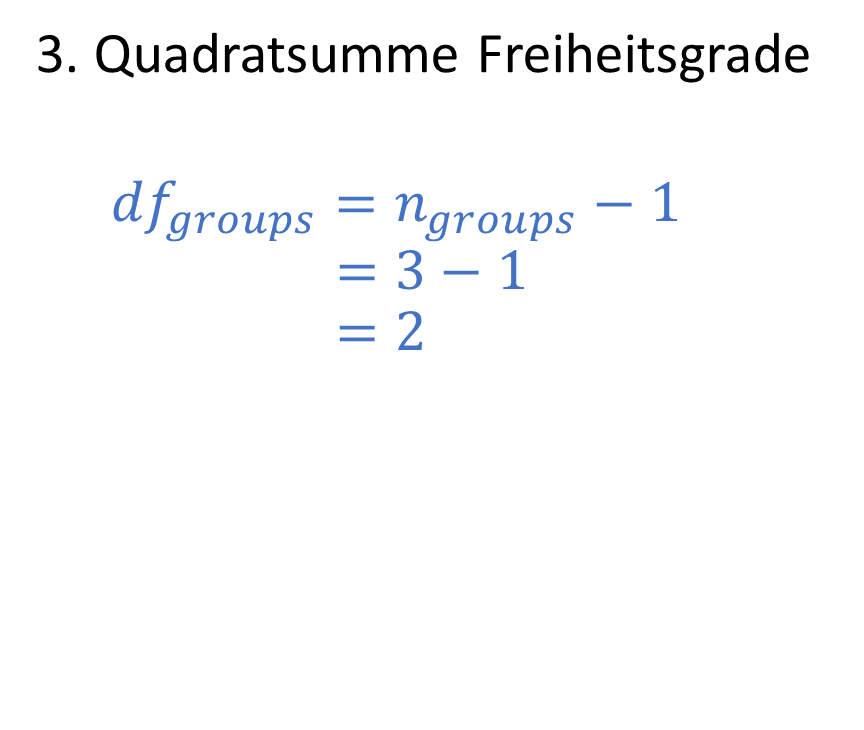 3. Quadratsumme Freiheitsgrade
df_groups = n_groups − 1
= 3 − 1
= 2